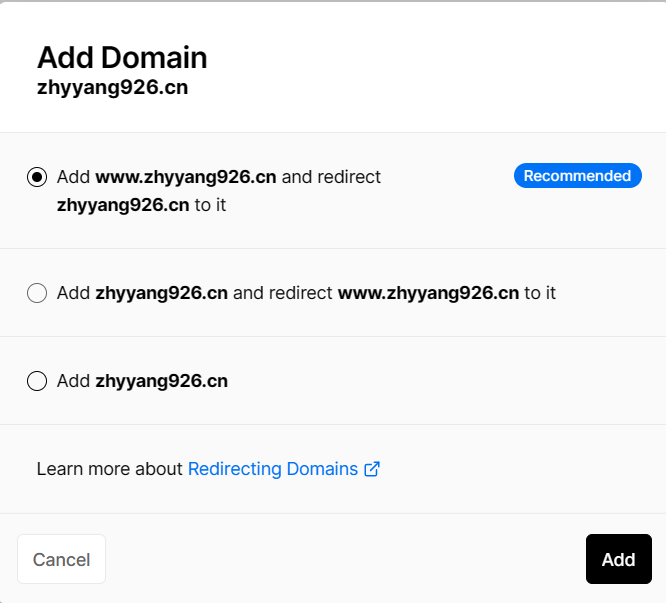 Add Domain
zhyyang926.cn
Add www.zhyyang926.cn and redirect
zhyyang926.cn to it
Recommended
Add zhyyang926.cn and redirect www.zhyyang926.cn to it
Add zhyyang926.cn
Learn more about Redirecting Domains
Cancel
Add